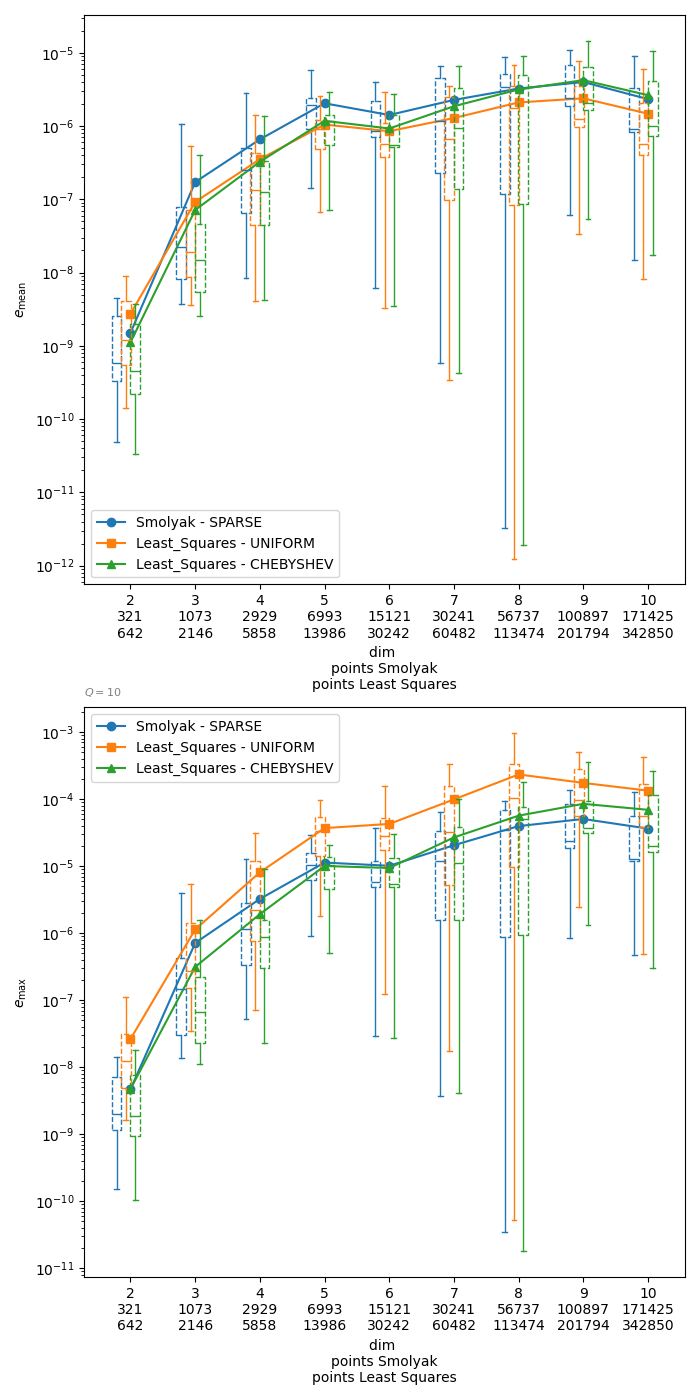 10⁻⁵
10⁻⁶
10⁻⁷
10⁻⁸
10⁻⁹
10⁻¹⁰
10⁻¹¹
10⁻¹²
e_mean
Smolyak - SPARSE
Least_Squares - UNIFORM
Least_Squares - CHEBYSHEV
2 3 4 5 6 7 8 9 10
321 1073 2929 6993 15121 30241 56737 100897 171425
642 2146 5858 13986 30242 60482 113474 201794 342850
dim
points Smolyak
points Least Squares
Q = 10
10⁻³
10⁻⁴
10⁻⁵
10⁻⁶
10⁻⁷
10⁻⁸
10⁻⁹
10⁻¹⁰
10⁻¹¹
e_max
Smolyak - SPARSE
Least_Squares - UNIFORM
Least_Squares - CHEBYSHEV
2 3 4 5 6 7 8 9 10
321 1073 2929 6993 15121 30241 56737 100897 171425
642 2146 5858 13986 30242 60482 113474 201794 342850
dim
points Smolyak
points Least Squares